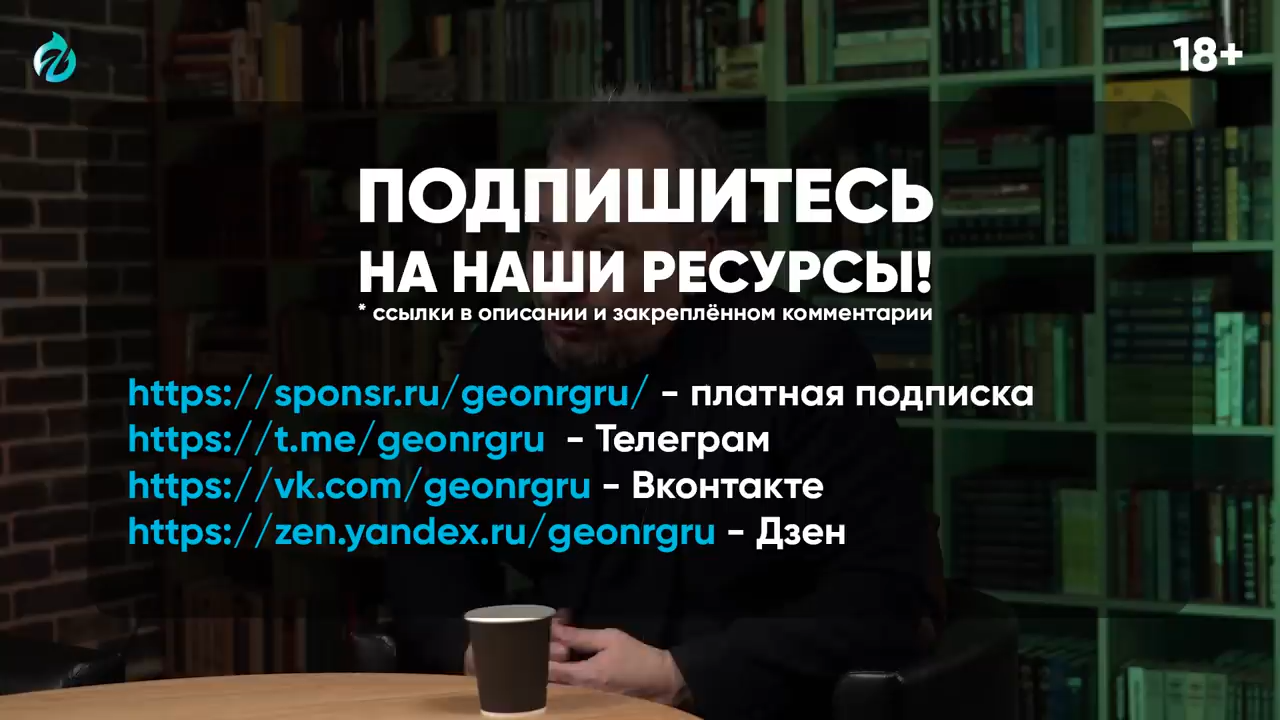 18+
ПОДПИШИТЕСЬ
НА НАШИ РЕСУРСЫ!
* ссылки в описании и закреплённом комментарии
https://sponsr.ru/geonrgru/ - платная подписка
https://t.me/geonrgru - Телеграм
https://vk.com/geonrgru - Вконтакте
https://zen.yandex.ru/geonrgru - Дзен